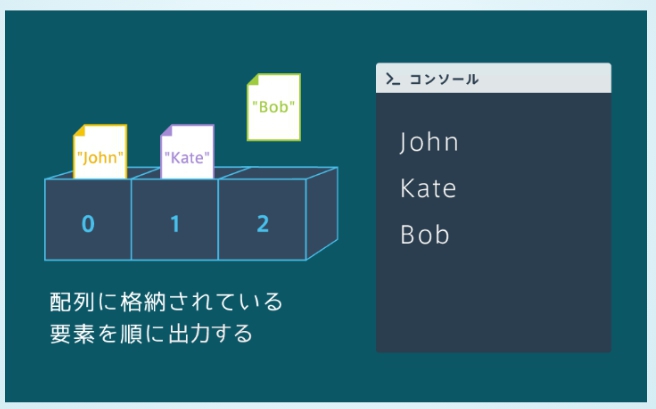 "John"
"Kate"
"Bob"
0
1
2
配列に格納されている
要素を順に出力する
>_ コンソール
John
Kate
Bob